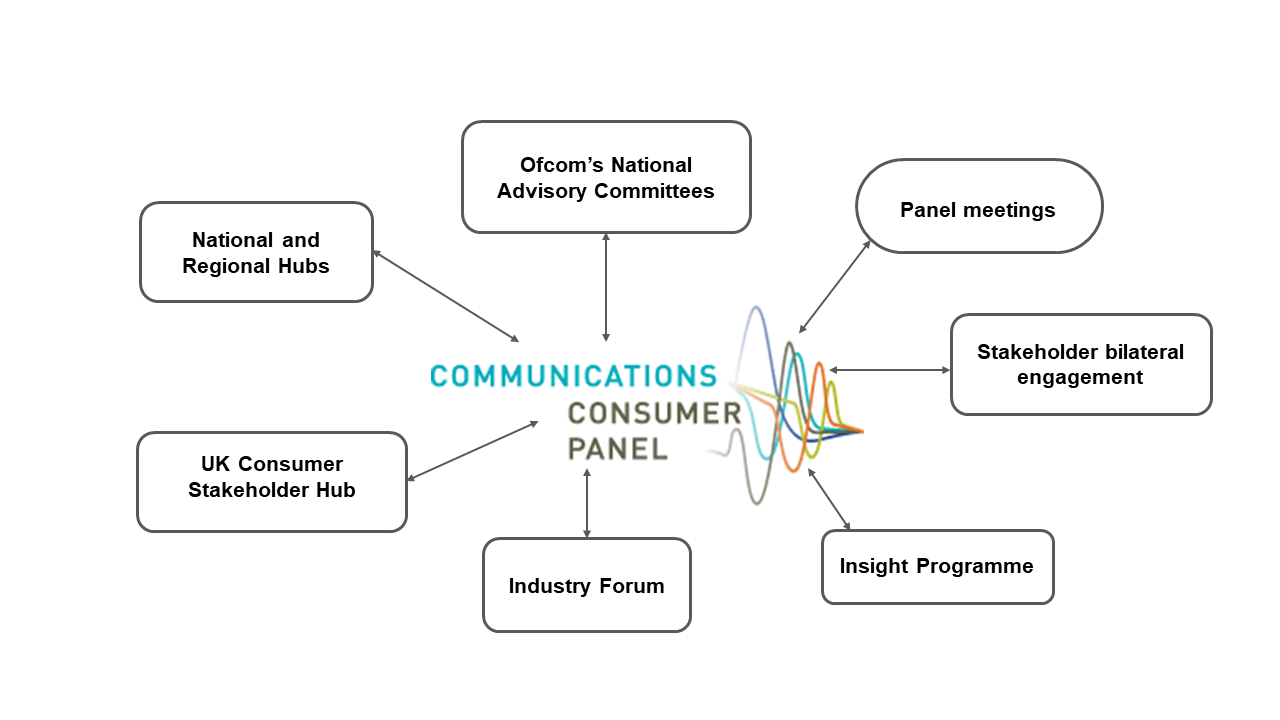 Ofcom’s National
Advisory Committees
Panel meetings
National and
Regional Hubs
Stakeholder bilateral
engagement
COMMUNICATIONS
CONSUMER
PANEL
UK Consumer
Stakeholder Hub
Industry Forum
Insight Programme